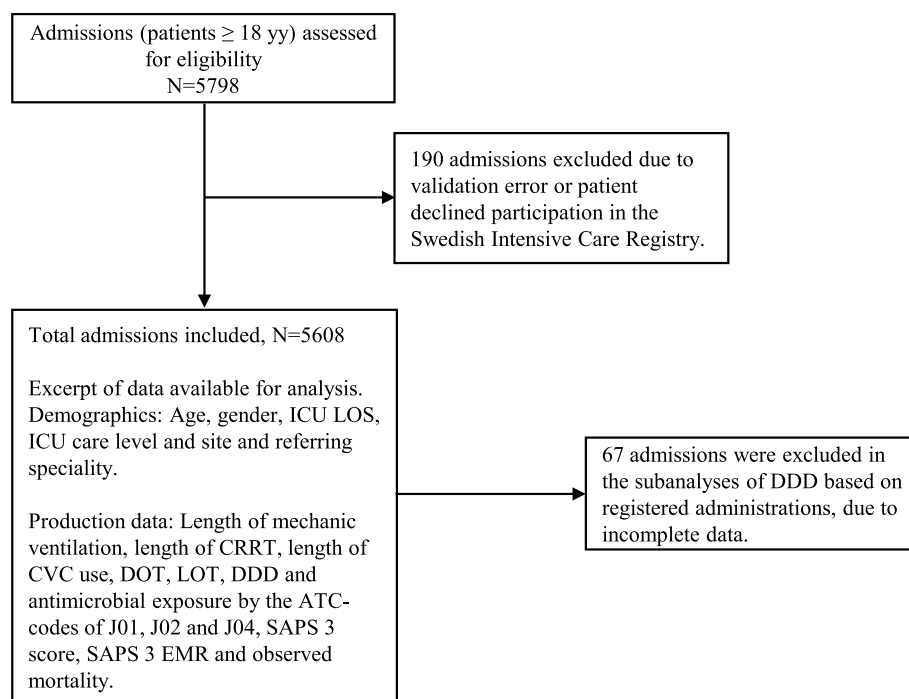 Admissions (patients ≥ 18 yy) assessed
for eligibility
N=5798
190 admissions excluded due to
validation error or patient
declined participation in the
Swedish Intensive Care Registry.
Total admissions included, N=5608
Excerpt of data available for analysis.
Demographics: Age, gender, ICU LOS,
ICU care level and site and referring
speciality.
Production data: Length of mechanic
ventilation, length of CRRT, length of
CVC use, DOT, LOT, DDD and
antimicrobial exposure by the ATC-
codes of J01, J02 and J04, SAPS 3
score, SAPS 3 EMR and observed
mortality.
67 admissions were excluded in
the subanalyses of DDD based on
registered administrations, due to
incomplete data.